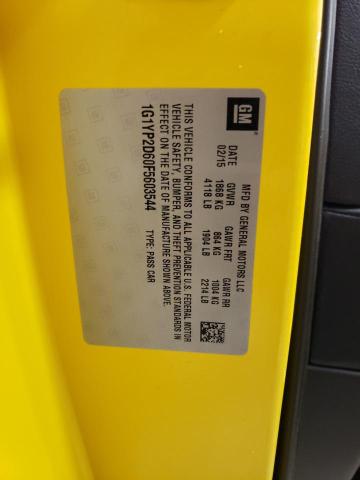 GM
MFD BY GENERAL MOTORS LLC
DATE GVWR GAWR FRT GAWR RR
02/15 1868 KG 864 KG 1004 KG
4118 LB 1904 LB 2214 LB
THIS VEHICLE CONFORMS TO ALL APPLICABLE U.S. FEDERAL MOTOR
VEHICLE SAFETY, BUMPER, AND THEFT PREVENTION STANDARDS IN
EFFECT ON THE DATE OF MANUFACTURE SHOWN ABOVE.
1G1YP2D60F5603544 TYPE: PASS CAR